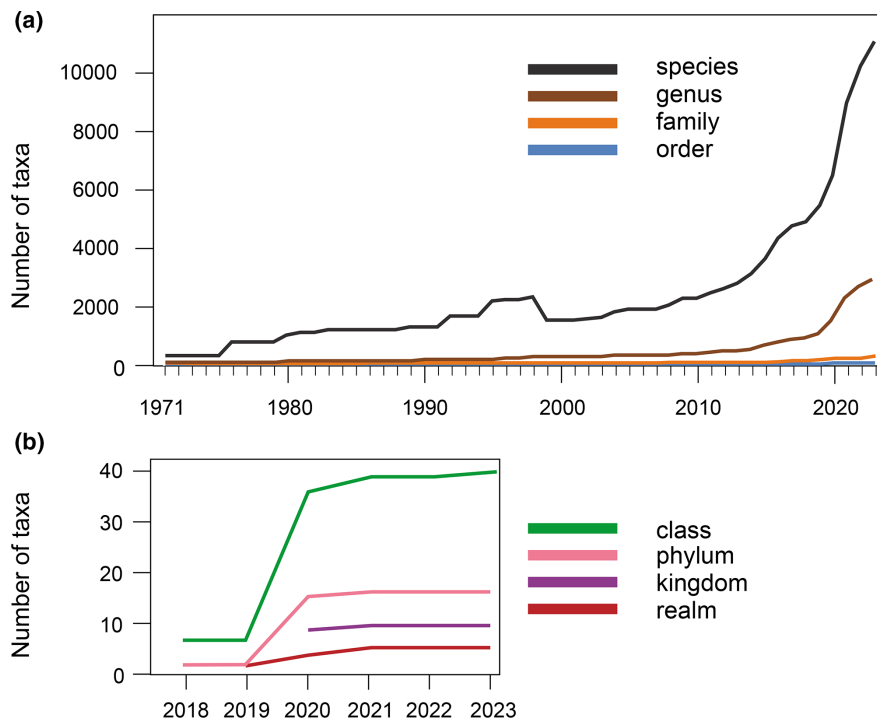 (a)
Number of taxa
10000
8000
6000
4000
2000
0
species
genus
family
order
1971 1980 1990 2000 2010 2020
(b)
Number of taxa
40
30
20
10
0
class
phylum
kingdom
realm
2018 2019 2020 2021 2022 2023